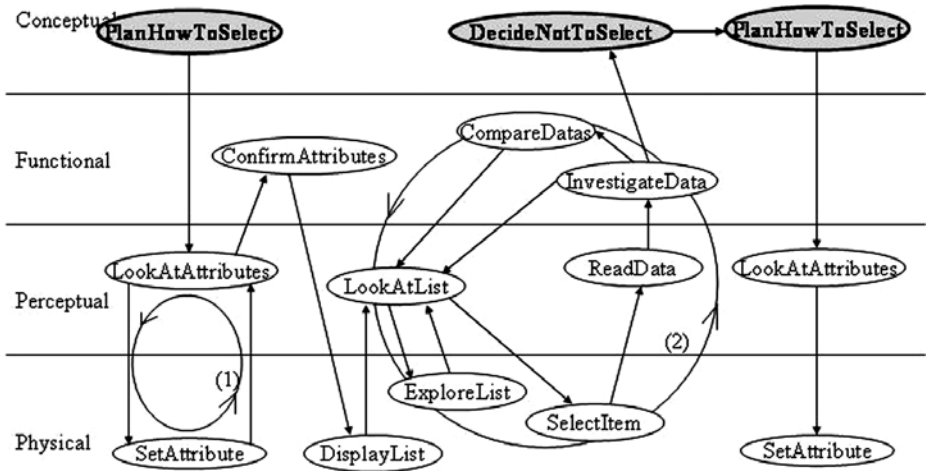 Conceptual
PlanHowToSelect
DecideNotToSelect
PlanHowToSelect
Functional
CompareDatas
ConfirmAttributes
InvestigateData
Perceptual
LookAtAttributes
LookAtList
ReadData
LookAtAttributes
(1)
(2)
ExploreList
SelectItem
Physical
SetAttribute
DisplayList
SetAttribute